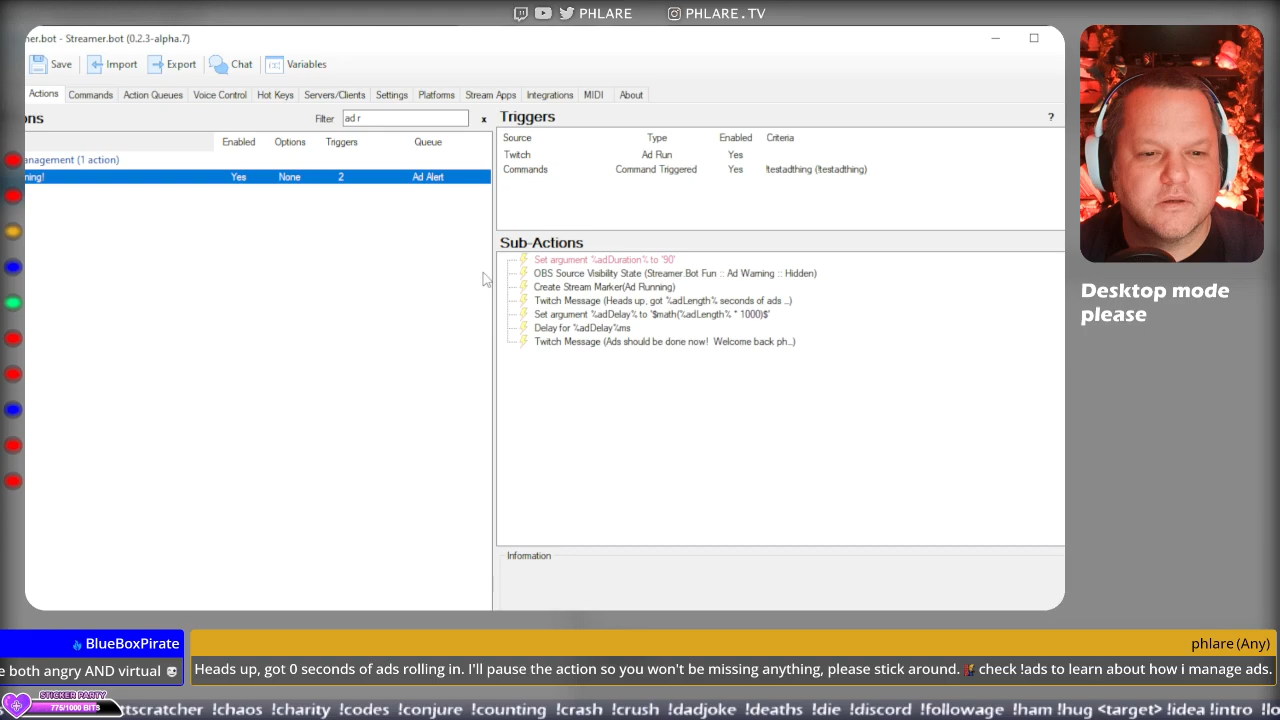 PHLARE PHLARE.TV
ner.bot - Streamer.bot (0.2.3-alpha.7)
Save Import Export Chat Variables
Actions Commands Action Queues Voice Control Hot Keys Servers/Clients Settings Platforms Stream Apps Integrations MIDI About
ons Filter ad r x
Enabled Options Triggers Queue
anagement (1 action)
ning! Yes None 2 Ad Alert
Triggers ?
Source Type Enabled Criteria
Twitch Ad Run Yes
Commands Command Triggered Yes !testadthing (!testadthing)
Sub-Actions
Set argument %adDuration% to '90'
OBS Source Visibility State (Streamer.Bot Fun :: Ad Warning :: Hidden)
Create Stream Marker(Ad Running)
Twitch Message (Heads up, got %adLength% seconds of ads ...)
Set argument %adDelay% to '$math(%adLength% * 1000)$'
Delay for %adDelay%ms
Twitch Message (Ads should be done now!  Welcome back ph...)
Information
Desktop mode
please
BlueBoxPirate
e both angry AND virtual
phlare (Any)
Heads up, got 0 seconds of ads rolling in. I'll pause the action so you won't be missing anything, please stick around. check !ads to learn about how i manage ads.
STICKER PARTY
775/1000 BITS
tscratcher !chaos !charity !codes !conjure !counting !crash !crush !dadjoke !deaths !die !discord !followage !ham !hug <target> !idea !intro !lo